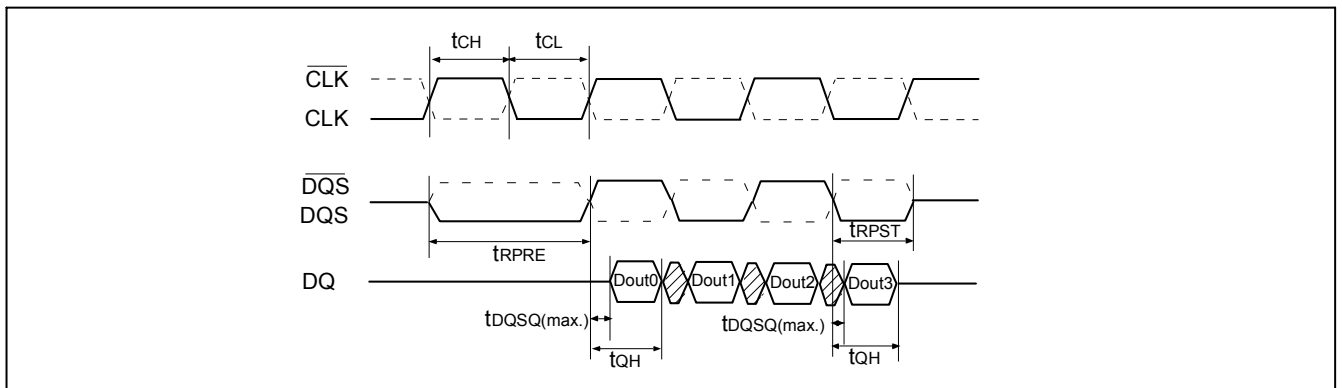 tCH tCL
CLK
CLK
DQS
DQS
tRPRE
tRPST
DQ
Dout0 Dout1 Dout2 Dout3
tDQSQ(max.) tDQSQ(max.)
tQH tQH